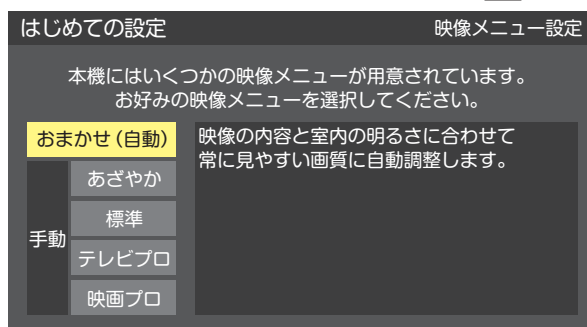 はじめての設定
映像メニュー設定
本機にはいくつかの映像メニューが用意されています。
お好みの映像メニューを選択してください。
おまかせ(自動)
手動
あざやか
標準
テレビプロ
映画プロ
映像の内容と室内の明るさに合わせて
常に見やすい画質に自動調整します。